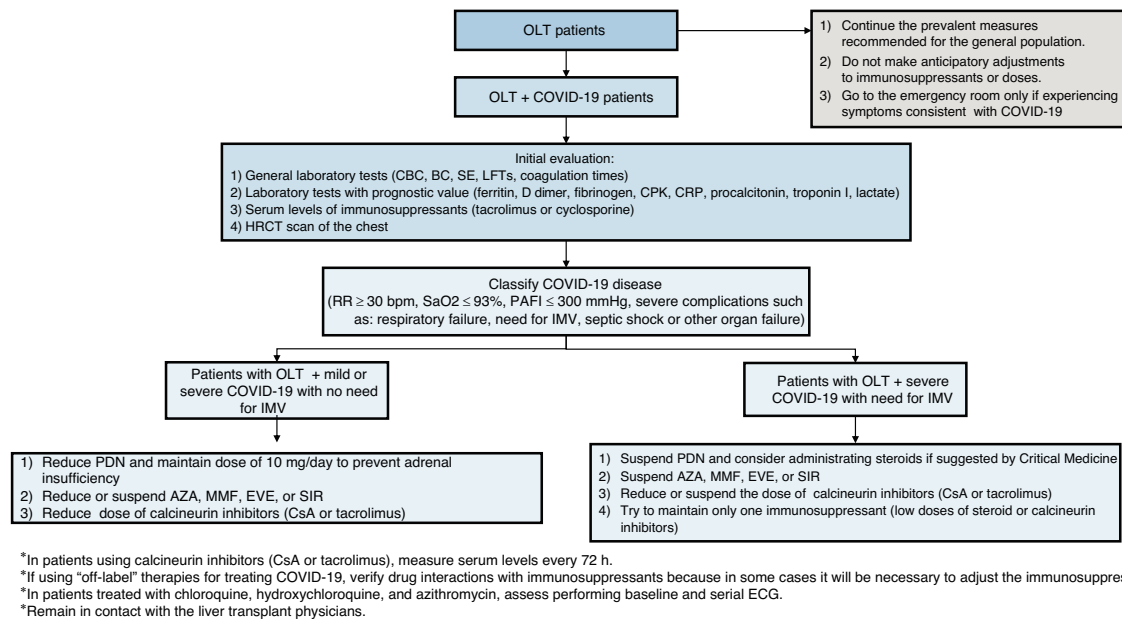 OLT patients
1) Continue the prevalent measures
recommended for the general population.
2) Do not make anticipatory adjustments
to immunosuppressants or doses.
3) Go to the emergency room only if experiencing
symptoms consistent with COVID-19
OLT + COVID-19 patients
Initial evaluation:
1) General laboratory tests (CBC, BC, SE, LFTs, coagulation times)
2) Laboratory tests with prognostic value (ferritin, D dimer, fibrinogen, CPK, CRP, procalcitonin, troponin I, lactate)
3) Serum levels of immunosuppressants (tacrolimus or cyclosporine)
4) HRCT scan of the chest
Classify COVID-19 disease
(RR ≥ 30 bpm, SaO2 ≤ 93%, PAFI ≤ 300 mmHg, severe complications such
as: respiratory failure, need for IMV, septic shock or other organ failure)
Patients with OLT + mild or
severe COVID-19 with no need
for IMV
Patients with OLT + severe
COVID-19 with need for IMV
1) Reduce PDN and maintain dose of 10 mg/day to prevent adrenal
insufficiency
2) Reduce or suspend AZA, MMF, EVE, or SIR
3) Reduce dose of calcineurin inhibitors (CsA or tacrolimus)
1) Suspend PDN and consider administrating steroids if suggested by Critical Medicine
2) Suspend AZA, MMF, EVE, or SIR
3) Reduce or suspend the dose of calcineurin inhibitors (CsA or tacrolimus)
4) Try to maintain only one immunosuppressant (low doses of steroid or calcineurin
inhibitors)
*In patients using calcineurin inhibitors (CsA or tacrolimus), measure serum levels every 72 h.
*If using “off-label” therapies for treating COVID-19, verify drug interactions with immunosuppressants because in some cases it will be necessary to adjust the immunosuppres
*In patients treated with chloroquine, hydroxychloroquine, and azithromycin, assess performing baseline and serial ECG.
*Remain in contact with the liver transplant physicians.